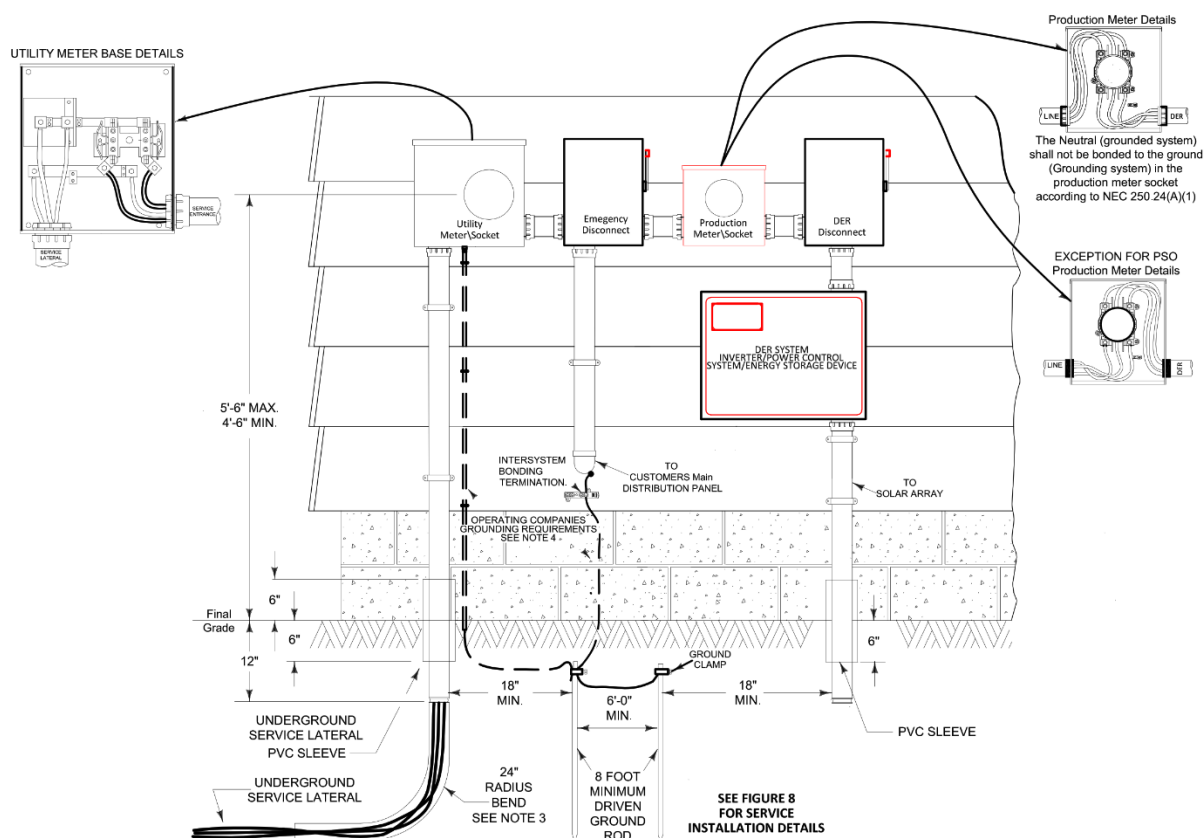 UTILITY METER BASE DETAILS
SERVICE
ENTRANCE
SERVICE
LATERAL
Production Meter Details
LINE
DER
The Neutral (grounded system)
shall not be bonded to the ground
(Grounding system) in the
production meter socket
according to NEC 250.24(A)(1)
EXCEPTION FOR PSO
Production Meter Details
LINE
DER
Utility
Meter\Socket
Emegency
Disconnect
Production
Meter\Socket
DER
Disconnect
DER SYSTEM
INVERTER/POWER CONTROL
SYSTEM/ENERGY STORAGE DEVICE
5'-6" MAX.
4'-6" MIN.
INTERSYSTEM
BONDING
TERMINATION.
TO
CUSTOMERS Main
DISTRIBUTION PANEL
TO
SOLAR ARRAY
OPERATING COMPANIES
GROUNDING REQUIREMENTS
SEE NOTE 4
6"
Final
Grade
6"
12"
6"
GROUND
CLAMP
18"
MIN.
6'-0"
MIN.
18"
MIN.
UNDERGROUND
SERVICE LATERAL
PVC SLEEVE
PVC SLEEVE
UNDERGROUND
SERVICE LATERAL
24"
RADIUS
BEND
SEE NOTE 3
8 FOOT
MINIMUM
DRIVEN
GROUND
ROD
SEE FIGURE 8
FOR SERVICE
INSTALLATION DETAILS